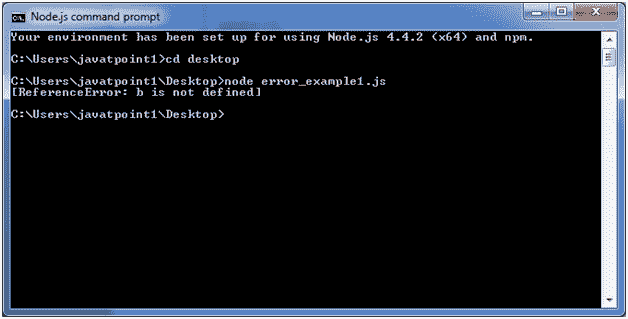 Node.js command prompt
Your environment has been set up for using Node.js 4.4.2 (x64) and npm.
C:\Users\javatpoint1>cd desktop
C:\Users\javatpoint1\Desktop>node error_example1.js
[ReferenceError: b is not defined]
C:\Users\javatpoint1\Desktop>